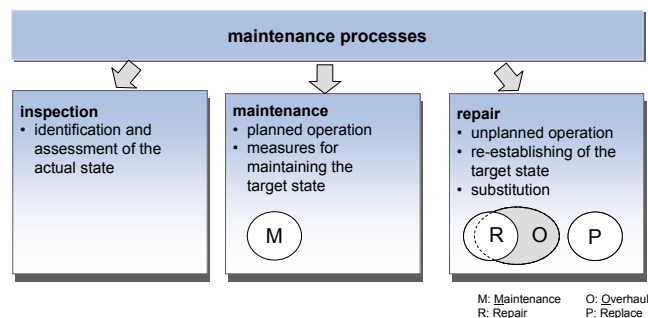 maintenance processes
inspection
• identification and
assessment of the
actual state
maintenance
• planned operation
• measures for
maintaining the
target state
M
repair
• unplanned operation
• re-establishing of the
target state
• substitution
R O P
M: Maintenance O: Overhaul
R: Repair P: Replace